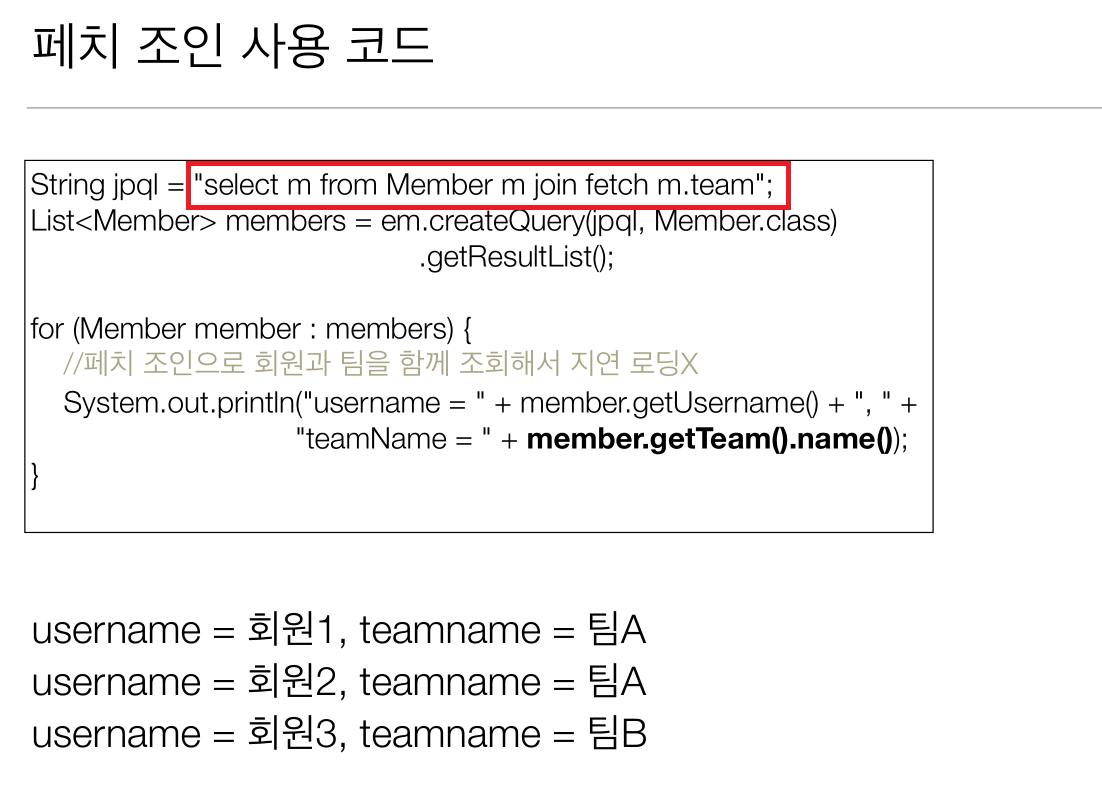 페치 조인 사용 코드
String jpql = "select m from Member m join fetch m.team";
List<Member> members = em.createQuery(jpql, Member.class)
.getResultList();
for (Member member : members) {
//페치 조인으로 회원과 팀을 함께 조회해서 지연 로딩X
System.out.println("username = " + member.getUsername() + ", " +
"teamName = " + member.getTeam().name());
}
username = 회원1, teamname = 팀A
username = 회원2, teamname = 팀A
username = 회원3, teamname = 팀B